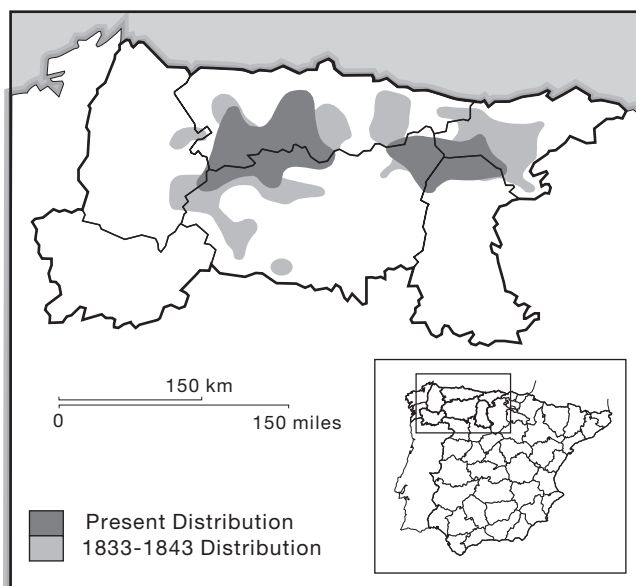 150 km
0
150 miles
Present Distribution
1833-1843 Distribution